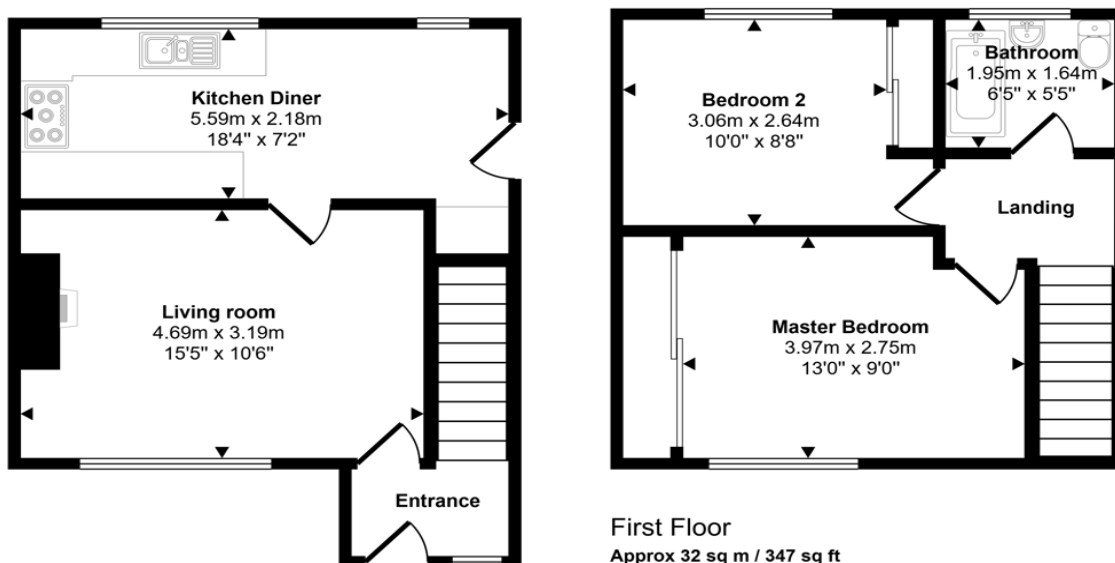 Kitchen Diner
5.59m x 2.18m
18'4" x 7'2"
Living room
4.69m x 3.19m
15'5" x 10'6"
Entrance
Bedroom 2
3.06m x 2.64m
10'0" x 8'8"
Bathroom
1.95m x 1.64m
6'5" x 5'5"
Landing
Master Bedroom
3.97m x 2.75m
13'0" x 9'0"
First Floor
Approx 32 sq m / 347 sq ft